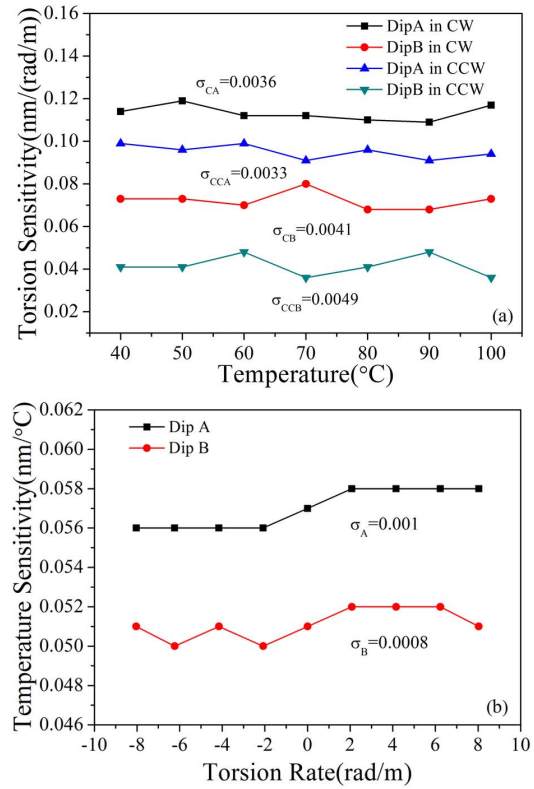 0.16
0.14
0.12
0.10
0.08
0.06
0.04
0.02
Torsion Sensitivity(nm/(rad/m))
DipA in CW
DipB in CW
DipA in CCW
DipB in CCW
σCA=0.0036
σCCA=0.0033
σCB=0.0041
σCCB=0.0049
(a)
40 50 60 70 80 90 100
Temperature(°C)
0.062
0.060
0.058
0.056
0.054
0.052
0.050
0.048
0.046
Temperature Sensitivity(nm/°C)
Dip A
Dip B
σA=0.001
σB=0.0008
(b)
-10 -8 -6 -4 -2 0 2 4 6 8 10
Torsion Rate(rad/m)